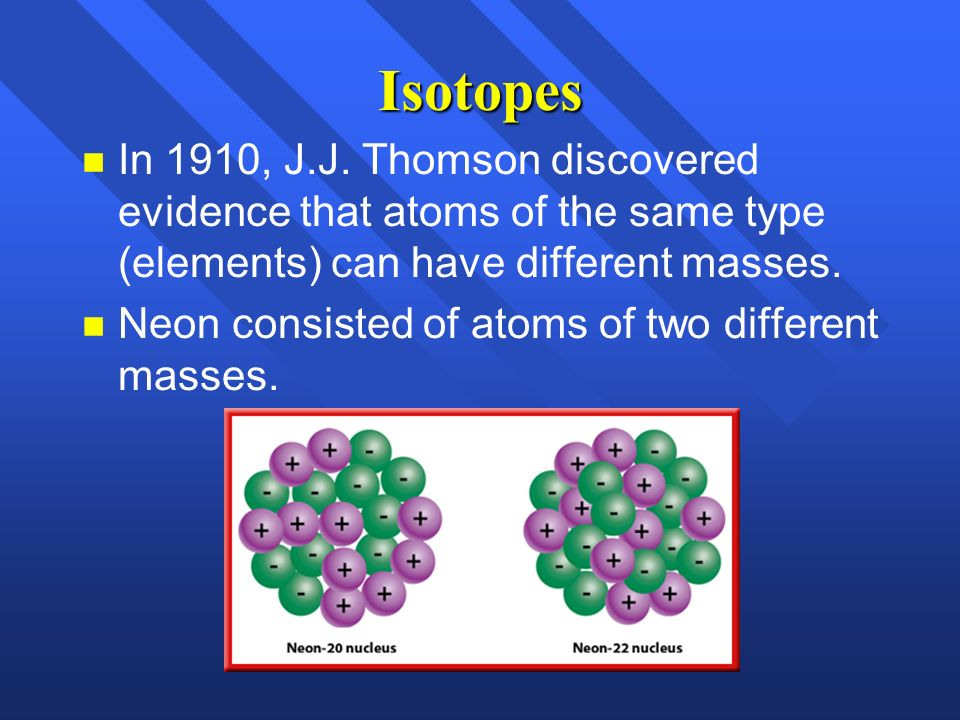 Isotopes
In 1910, J.J. Thomson discovered
evidence that atoms of the same type
(elements) can have different masses.
Neon consisted of atoms of two different
masses.
Neon-20 nucleus
Neon-22 nucleus